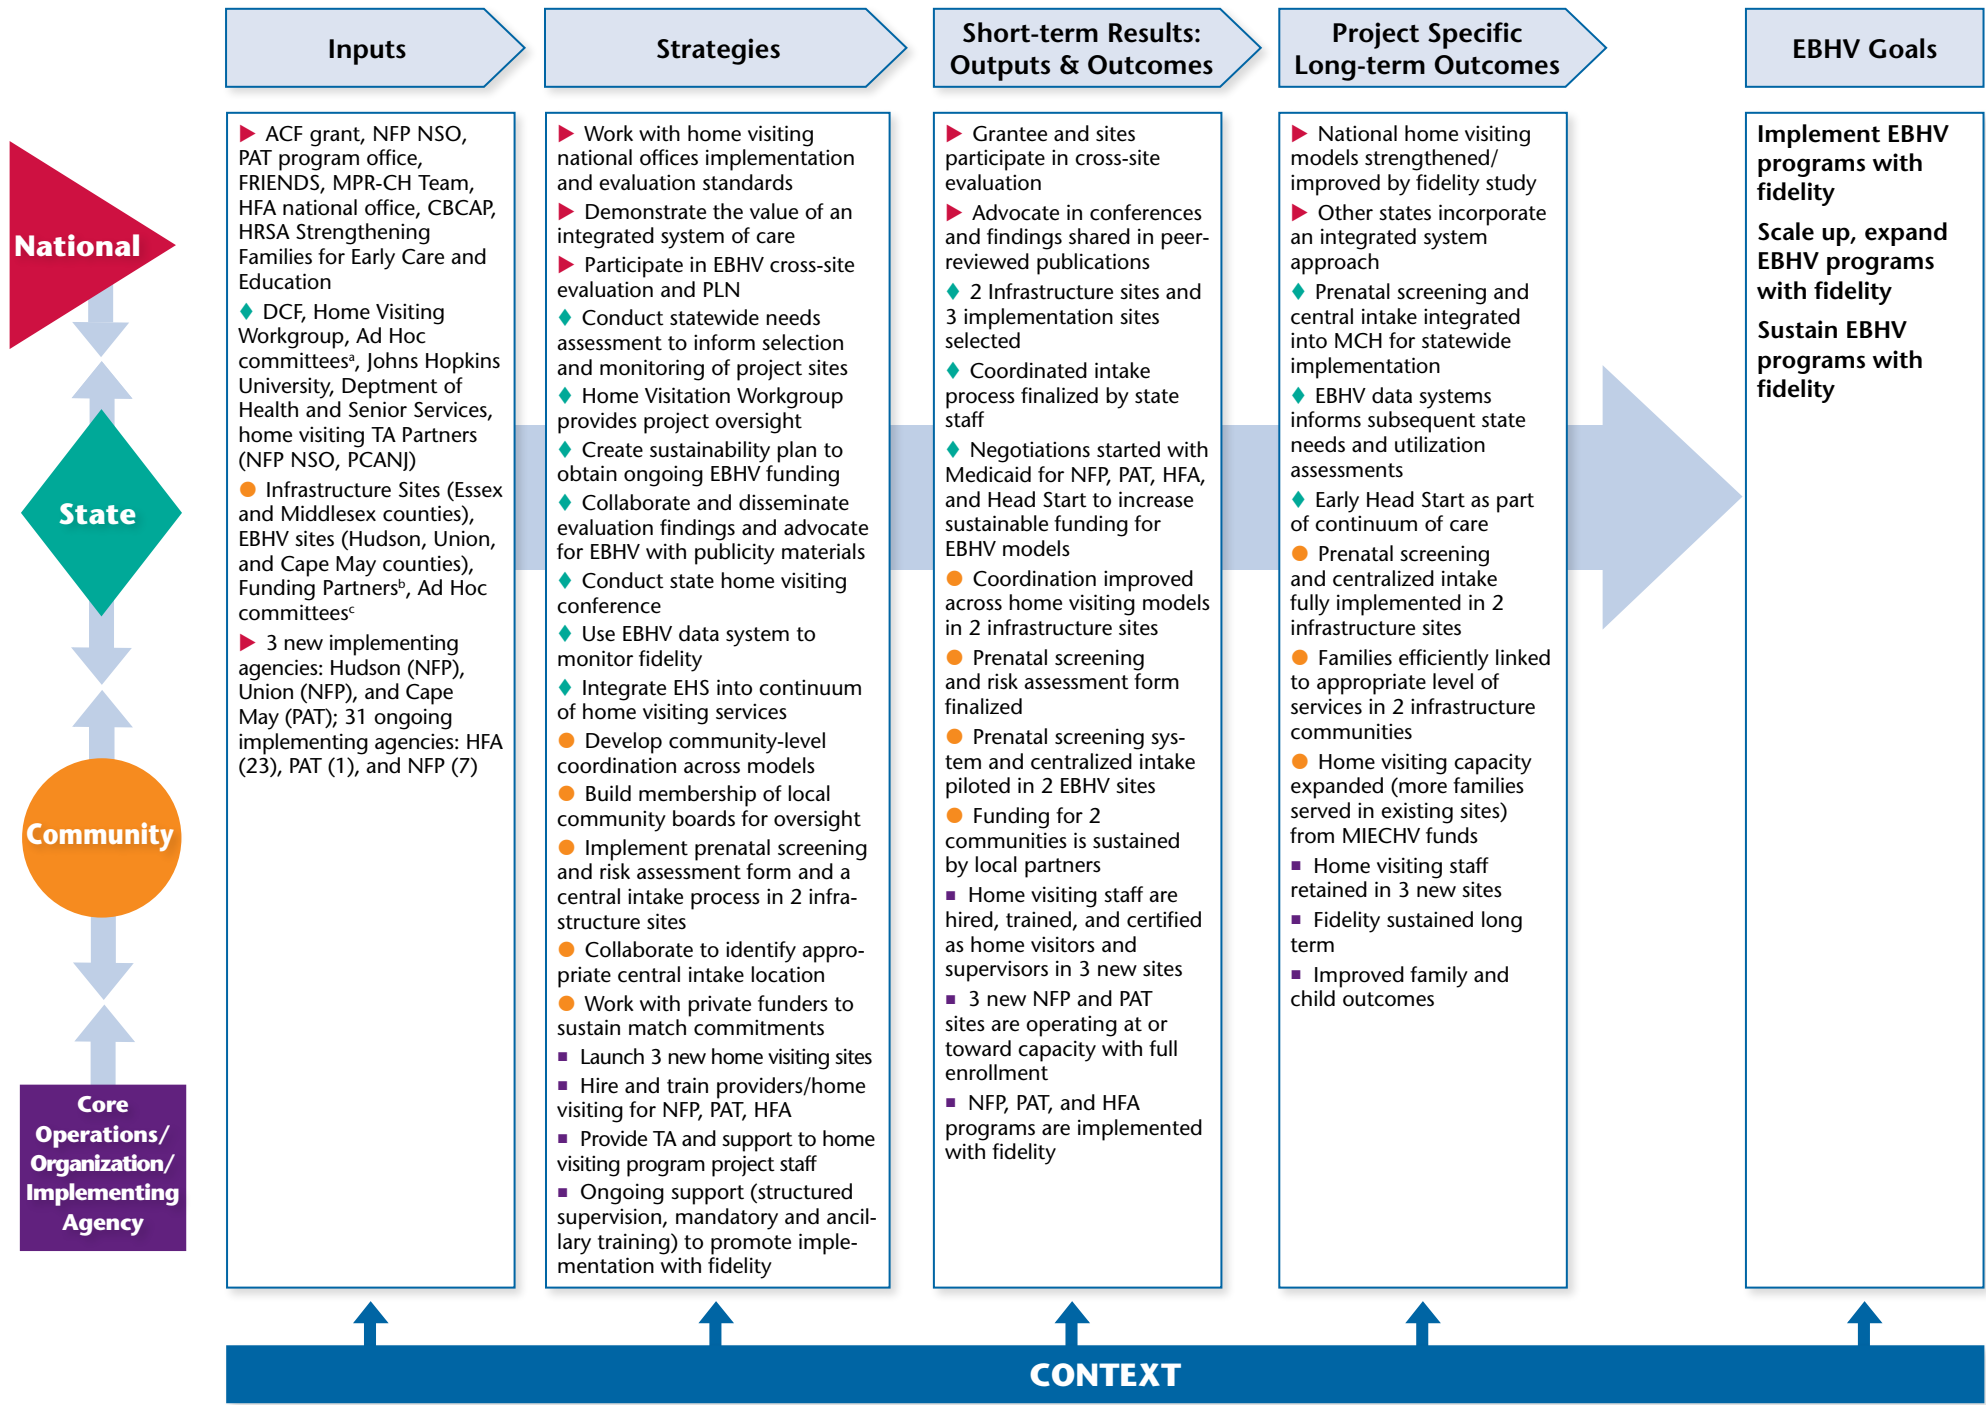 Inputs
Strategies
Short-term Results:
Outputs & Outcomes
Project Specific
Long-term Outcomes
EBHV Goals
National
State
Community
Core
Operations/
Organization/
Implementing
Agency
▶ ACF grant, NFP NSO,
PAT program office,
FRIENDS, MPR-CH Team,
HFA national office, CBCAP,
HRSA Strengthening
Families for Early Care and
Education
♦ DCF, Home Visiting
Workgroup, Ad Hoc
committeesᵃ, Johns Hopkins
University, Deptment of
Health and Senior Services,
home visiting TA Partners
(NFP NSO, PCANJ)
● Infrastructure Sites (Essex
and Middlesex counties),
EBHV sites (Hudson, Union,
and Cape May counties),
Funding Partnersᵇ, Ad Hoc
committeesᶜ
▶ 3 new implementing
agencies: Hudson (NFP),
Union (NFP), and Cape
May (PAT); 31 ongoing
implementing agencies: HFA
(23), PAT (1), and NFP (7)
▶ Work with home visiting
national offices implementation
and evaluation standards
▶ Demonstrate the value of an
integrated system of care
▶ Participate in EBHV cross-site
evaluation and PLN
♦ Conduct statewide needs
assessment to inform selection
and monitoring of project sites
♦ Home Visitation Workgroup
provides project oversight
♦ Create sustainability plan to
obtain ongoing EBHV funding
♦ Collaborate and disseminate
evaluation findings and advocate
for EBHV with publicity materials
♦ Conduct state home visiting
conference
♦ Use EBHV data system to
monitor fidelity
♦ Integrate EHS into continuum
of home visiting services
● Develop community-level
coordination across models
● Build membership of local
community boards for oversight
● Implement prenatal screening
and risk assessment form and a
central intake process in 2 infra-
structure sites
● Collaborate to identify appro-
priate central intake location
● Work with private funders to
sustain match commitments
■ Launch 3 new home visiting sites
■ Hire and train providers/home
visiting for NFP, PAT, HFA
■ Provide TA and support to home
visiting program project staff
■ Ongoing support (structured
supervision, mandatory and ancil-
lary training) to promote imple-
mentation with fidelity
▶ Grantee and sites
participate in cross-site
evaluation
▶ Advocate in conferences
and findings shared in peer-
reviewed publications
♦ 2 Infrastructure sites and
3 implementation sites
selected
♦ Coordinated intake
process finalized by state
staff
♦ Negotiations started with
Medicaid for NFP, PAT, HFA,
and Head Start to increase
sustainable funding for
EBHV models
● Coordination improved
across home visiting models
in 2 infrastructure sites
● Prenatal screening
and risk assessment form
finalized
● Prenatal screening sys-
tem and centralized intake
piloted in 2 EBHV sites
● Funding for 2
communities is sustained
by local partners
■ Home visiting staff are
hired, trained, and certified
as home visitors and
supervisors in 3 new sites
■ 3 new NFP and PAT
sites are operating at or
toward capacity with full
enrollment
■ NFP, PAT, and HFA
programs are implemented
with fidelity
▶ National home visiting
models strengthened/
improved by fidelity study
▶ Other states incorporate
an integrated system
approach
♦ Prenatal screening and
central intake integrated
into MCH for statewide
implementation
♦ EBHV data systems
informs subsequent state
needs and utilization
assessments
♦ Early Head Start as part
of continuum of care
● Prenatal screening
and centralized intake
fully implemented in 2
infrastructure sites
● Families efficiently linked
to appropriate level of
services in 2 infrastructure
communities
● Home visiting capacity
expanded (more families
served in existing sites)
from MIECHV funds
■ Home visiting staff
retained in 3 new sites
■ Fidelity sustained long
term
■ Improved family and
child outcomes
Implement EBHV
programs with
fidelity
Scale up, expand
EBHV programs
with fidelity
Sustain EBHV
programs with
fidelity
CONTEXT